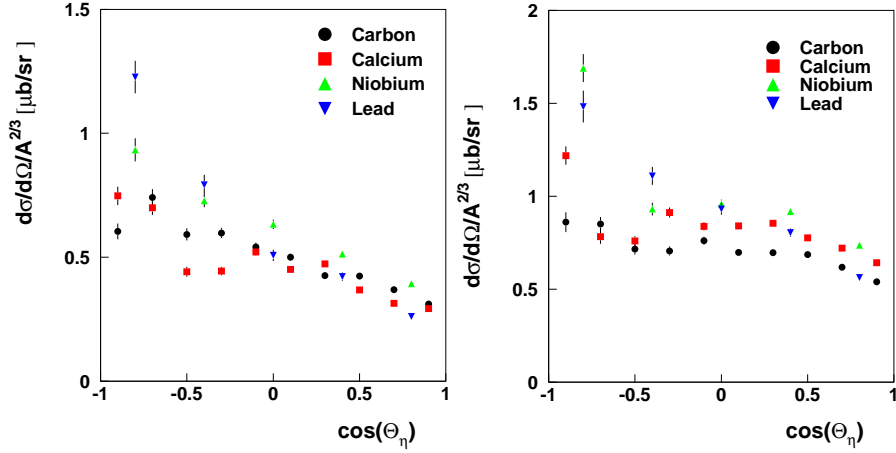 dσ/dΩ/A^2/3 [μb/sr ]
1.5
1
0.5
0
-1
-0.5
0
0.5
1
cos(Θη)
Carbon
Calcium
Niobium
Lead
dσ/dΩ/A^2/3 [μb/sr ]
2
1.5
1
0.5
0
-1
-0.5
0
0.5
1
cos(Θη)
Carbon
Calcium
Niobium
Lead